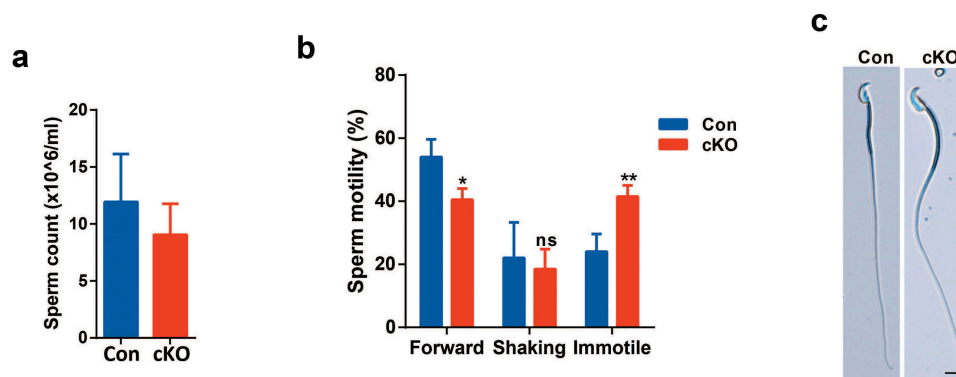 a
Sperm count (x10^6/ml)
20
15
10
5
0
Con cKO
b
Sperm motility (%)
80
60
40
20
0
*
ns
**
Forward Shaking Immotile
Con
cKO
c
Con cKO